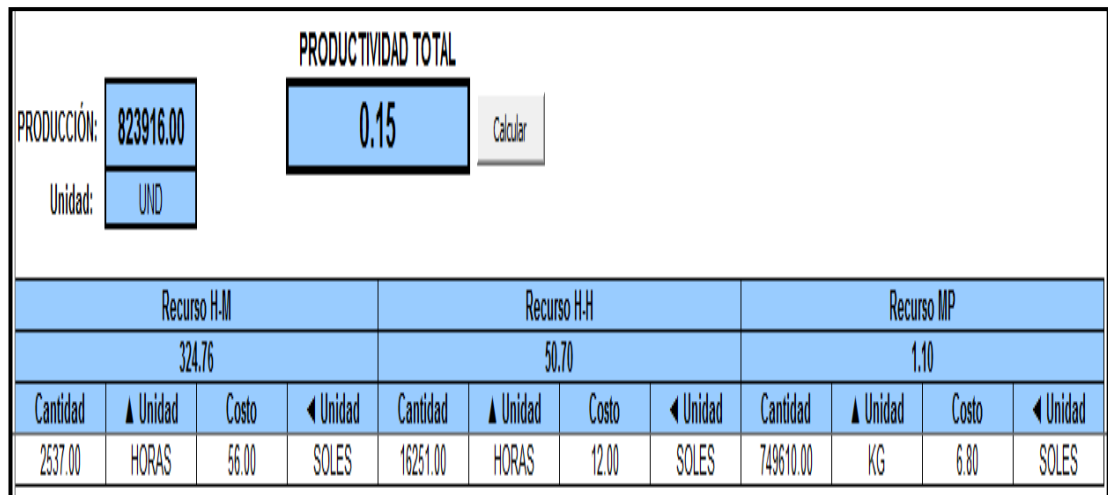 PRODUCTIVIDAD TOTAL
PRODUCCIÓN: 823916.00 0.15 Calcular
Unidad: UND
Recurso H-M Recurso H-H Recurso MP
324.76 50.70 1.10
Cantidad ▲ Unidad Costo ◀ Unidad Cantidad ▲ Unidad Costo ◀ Unidad Cantidad ▲ Unidad Costo ◀ Unidad
2537.00 HORAS 56.00 SOLES 16251.00 HORAS 12.00 SOLES 749610.00 KG 6.80 SOLES